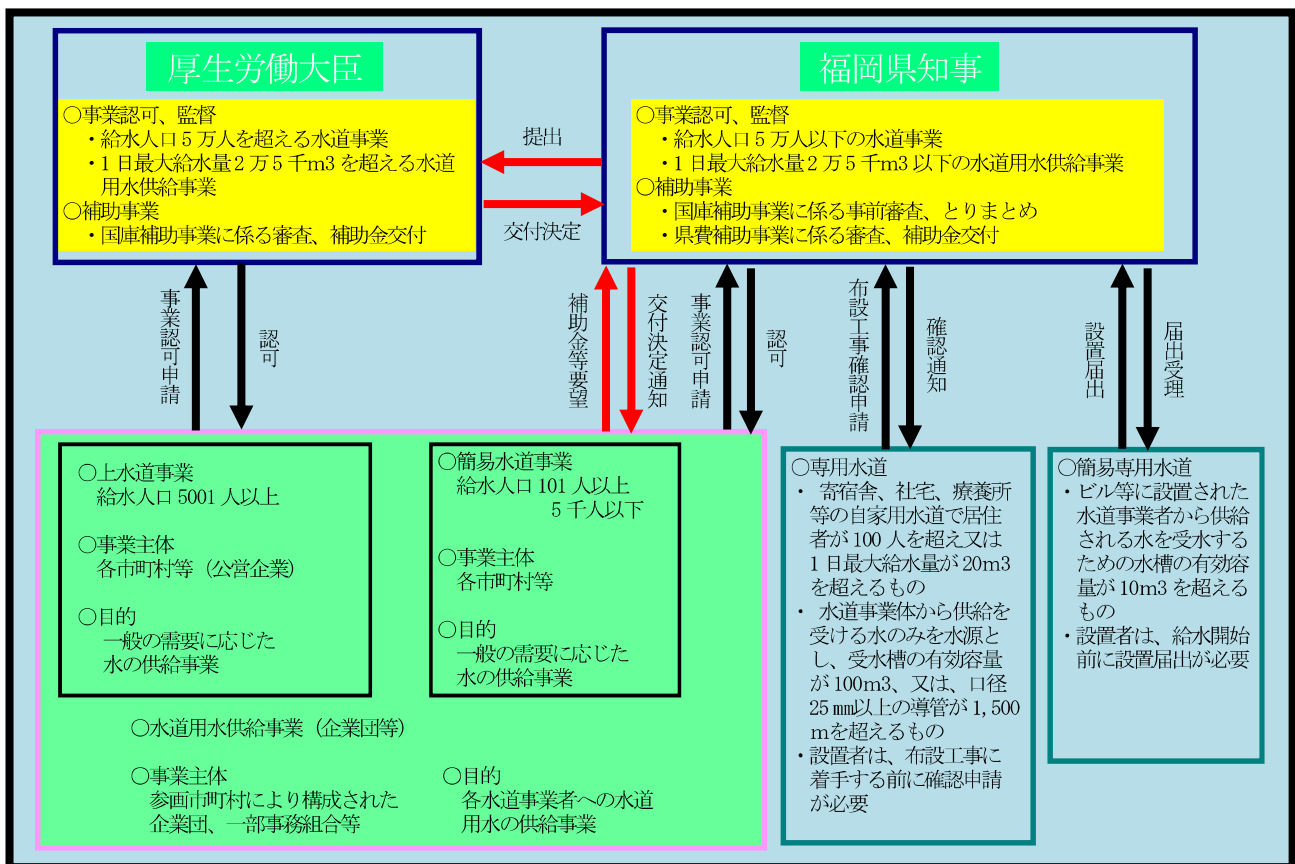 厚生労働大臣
○事業認可、監督
・給水人口5万人を超える水道事業
・1日最大給水量2万5千m3を超える水道
用水供給事業
○補助事業
・国庫補助事業に係る審査、補助金交付
提出
交付決定
福岡県知事
○事業認可、監督
・給水人口5万人以下の水道事業
・1日最大給水量2万5千m3以下の水道用水供給事業
○補助事業
・国庫補助事業に係る事前審査、とりまとめ
・県費補助事業に係る審査、補助金交付
事業認可申請
認可
補助金等要望
交付決定通知
事業認可申請
認可
布設工事確認申請
確認通知
設置届出
届出受理
○上水道事業
給水人口5001人以上
○事業主体
各市町村等（公営企業）
○目的
一般の需要に応じた
水の供給事業
○簡易水道事業
給水人口101人以上
5千人以下
○事業主体
各市町村等
○目的
一般の需要に応じた
水の供給事業
○水道用水供給事業（企業団等）
○事業主体
参画市町村により構成された
企業団、一部事務組合等
○目的
各水道事業者への水道
用水の供給事業
○専用水道
・ 寄宿舎、社宅、療養所
等の自家用水道で居住
者が100人を超え又は
1日最大給水量が20m3
を超えるもの
・ 水道事業体から供給を
受ける水のみを水源と
し、受水槽の有効容量
が100m3、又は、口径
25㎜以上の導管が1,500
mを超えるもの
・設置者は、布設工事に
着手する前に確認申請
が必要
○簡易専用水道
・ビル等に設置された
水道事業者から供給
される水を受水する
ための水槽の有効容
量が10m3を超える
もの
・設置者は、給水開始
前に設置届出が必要